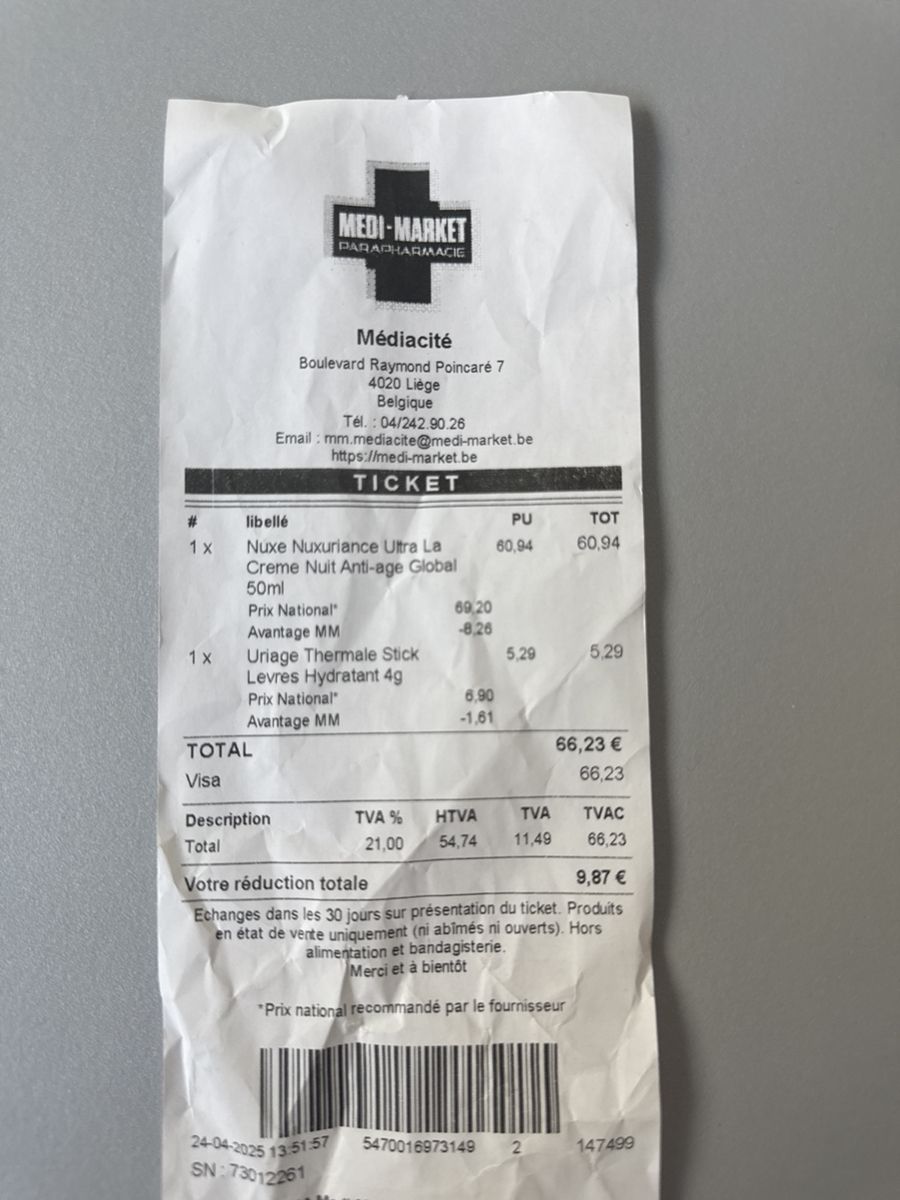 MEDI-MARKET
PARAPHARMACIE
Médiacité
Boulevard Raymond Poincaré 7
4020 Liège
Belgique
Tél. : 04/242.90.26
Email : mm.mediacite@medi-market.be
https://medi-market.be
TICKET
# libellé PU TOT
1 x Nuxe Nuxuriance Ultra La 60,94 60,94
Creme Nuit Anti-age Global
50ml
Prix National* 69,20
Avantage MM -8,26
1 x Uriage Thermale Stick 5,29 5,29
Levres Hydratant 4g
Prix National* 6,90
Avantage MM -1,61
TOTAL 66,23 €
Visa 66,23
Description TVA % HTVA TVA TVAC
Total 21,00 54,74 11,49 66,23
Votre réduction totale 9,87 €
Echanges dans les 30 jours sur présentation du ticket. Produits
en état de vente uniquement (ni abîmés ni ouverts). Hors
alimentation et bandagisterie.
Merci et à bientôt
*Prix national recommandé par le fournisseur
24-04-2025 13:51:57 5470016973149 2 147499
SN : 73012261